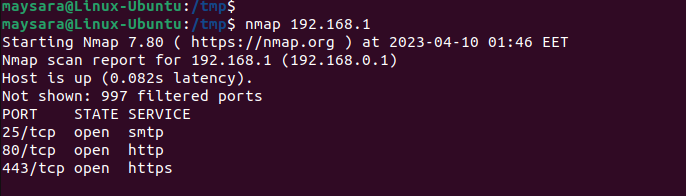 maysara@Linux-Ubuntu:/tmp$
maysara@Linux-Ubuntu:/tmp$ nmap 192.168.1
Starting Nmap 7.80 ( https://nmap.org ) at 2023-04-10 01:46 EET
Nmap scan report for 192.168.1 (192.168.0.1)
Host is up (0.082s latency).
Not shown: 997 filtered ports
PORT    STATE SERVICE
25/tcp  open  smtp
80/tcp  open  http
443/tcp open  https